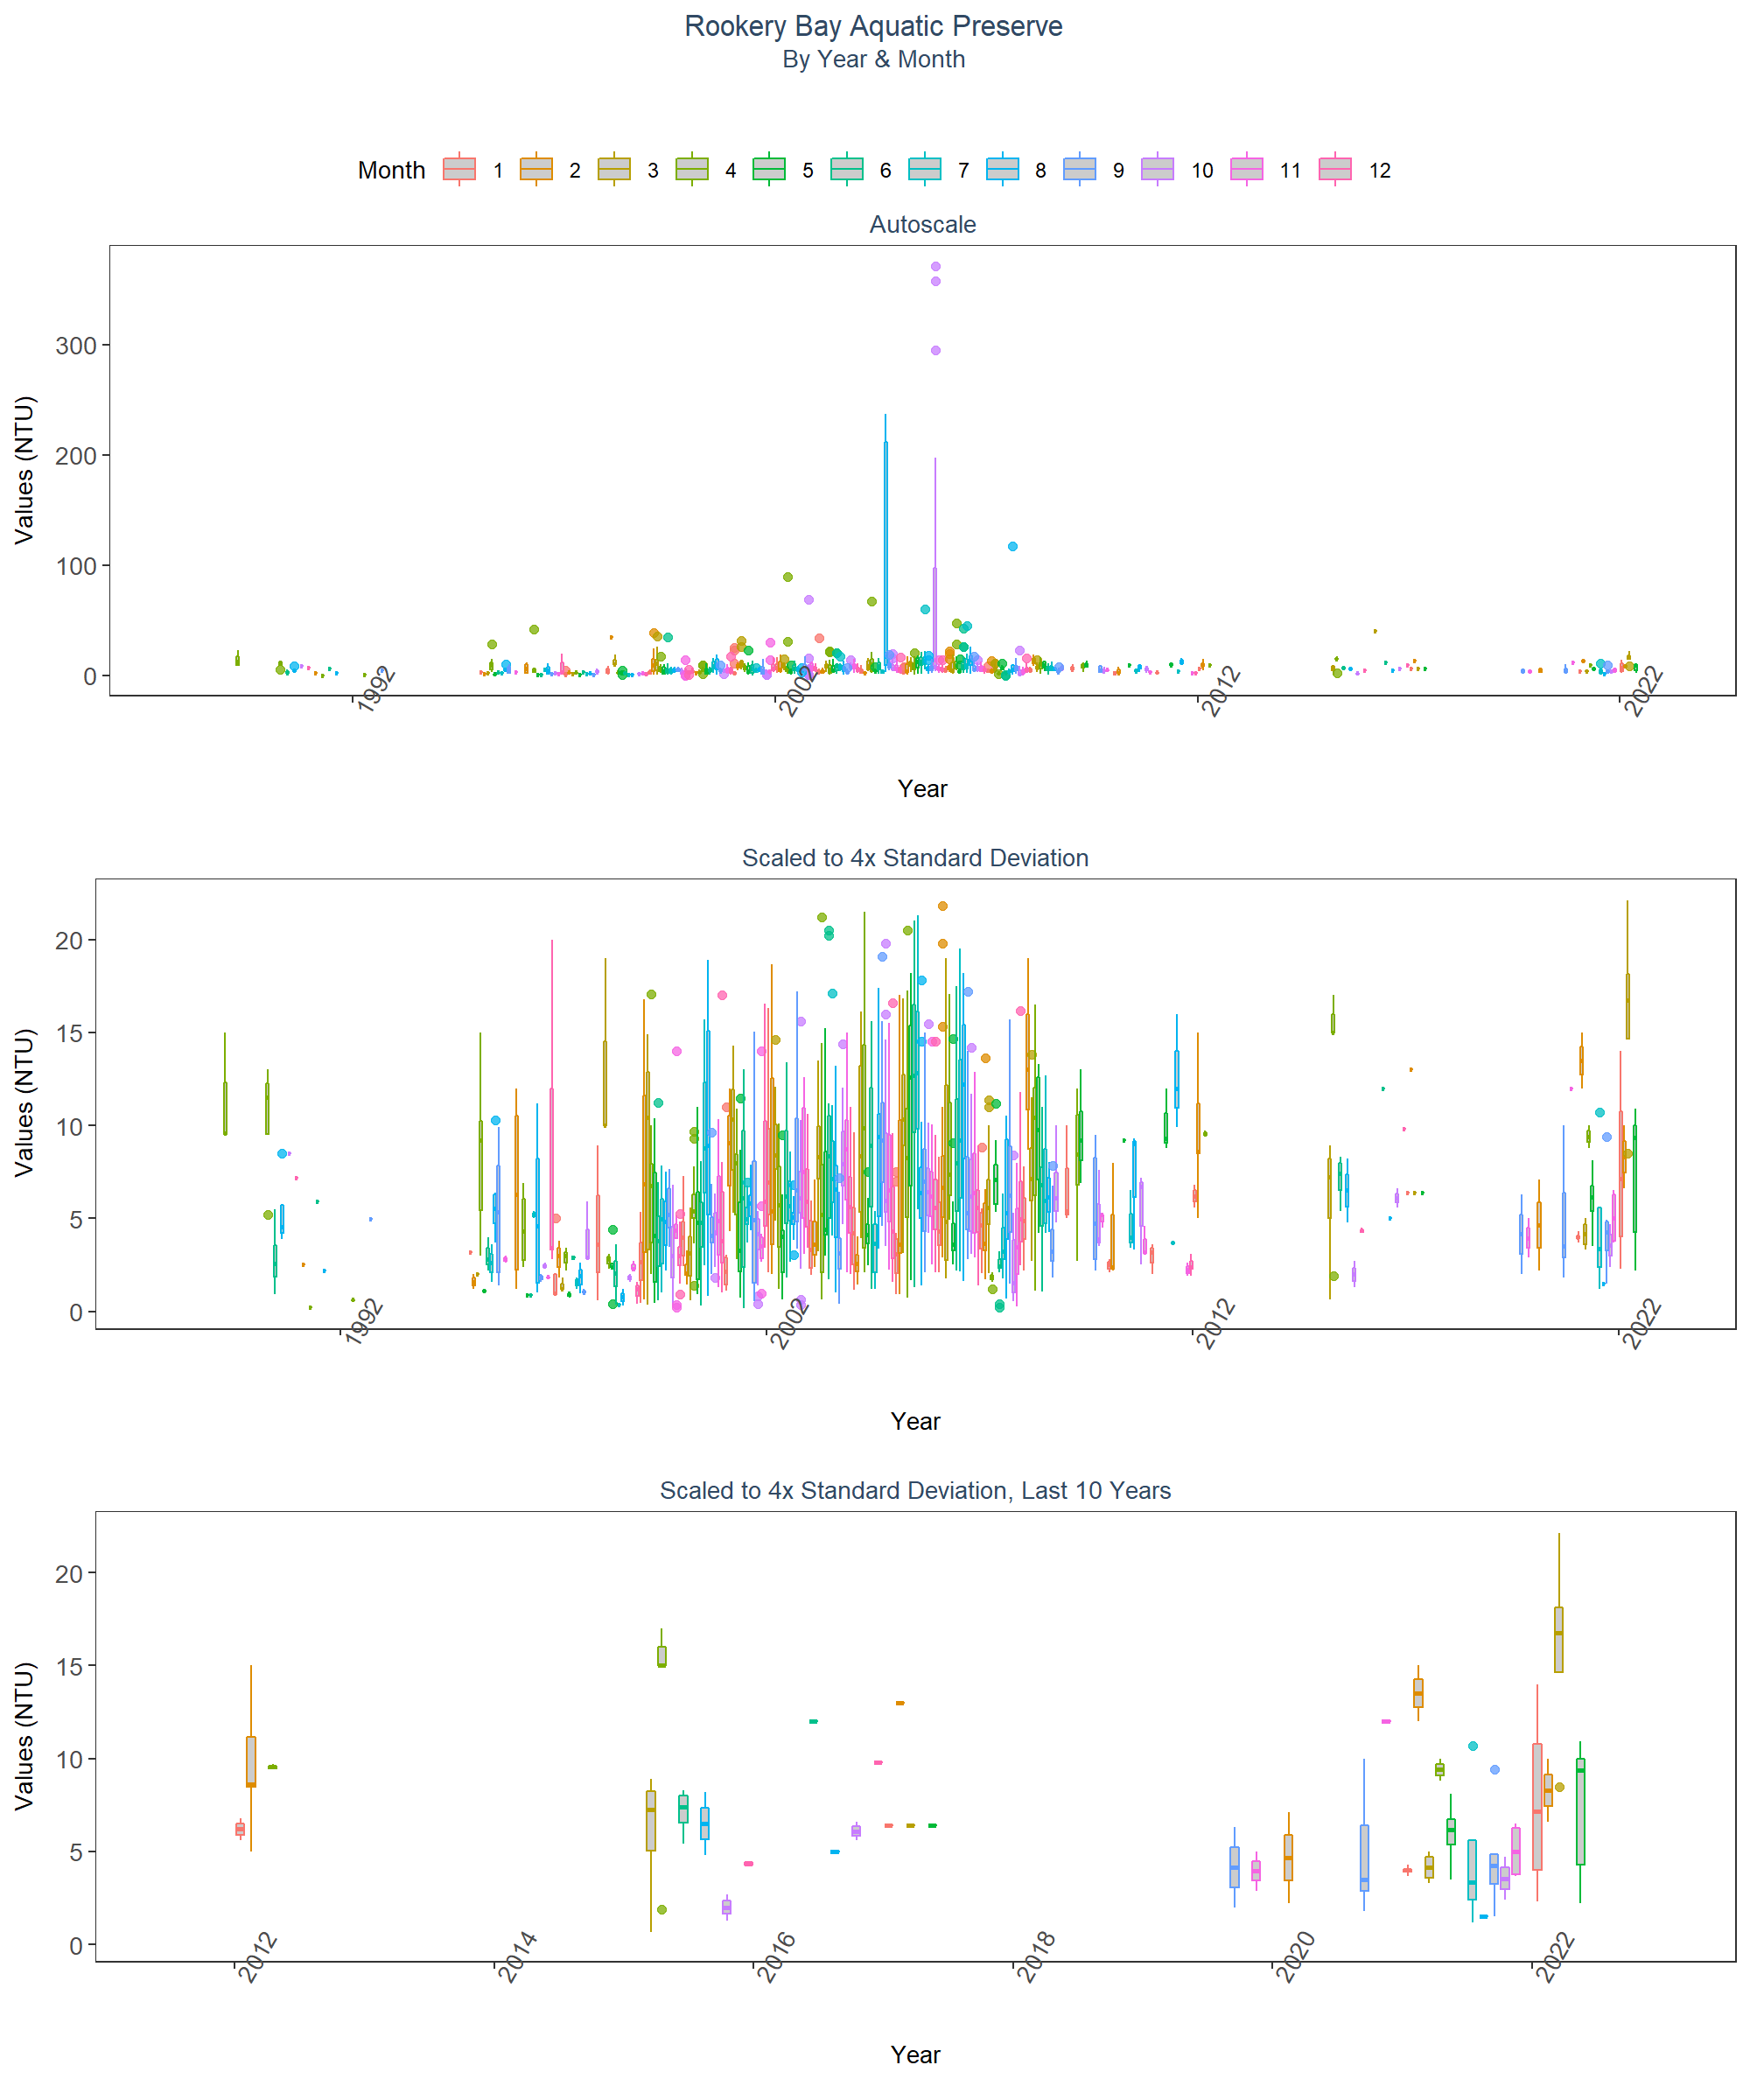 Rookery Bay Aquatic Preserve
By Year & Month
Month 1 2 3 4 5 6 7 8 9 10 11 12
Autoscale
Values (NTU)
300
200
100
0
1992 2002 2012 2022
Year
Scaled to 4x Standard Deviation
Values (NTU)
20
15
10
5
0
1992 2002 2012 2022
Year
Scaled to 4x Standard Deviation, Last 10 Years
Values (NTU)
20
15
10
5
0
2012 2014 2016 2018 2020 2022
Year